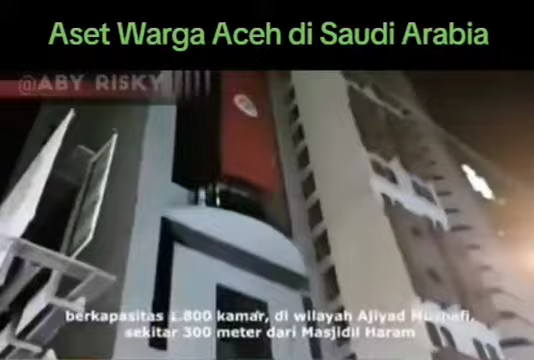 Aset Warga Aceh di Saudi Arabia
@ABY RISKY
berkapasitas 1.800 kamar, di wilayah Ajiyad Mushafi,
sekitar 300 meter dari Masjidil Haram